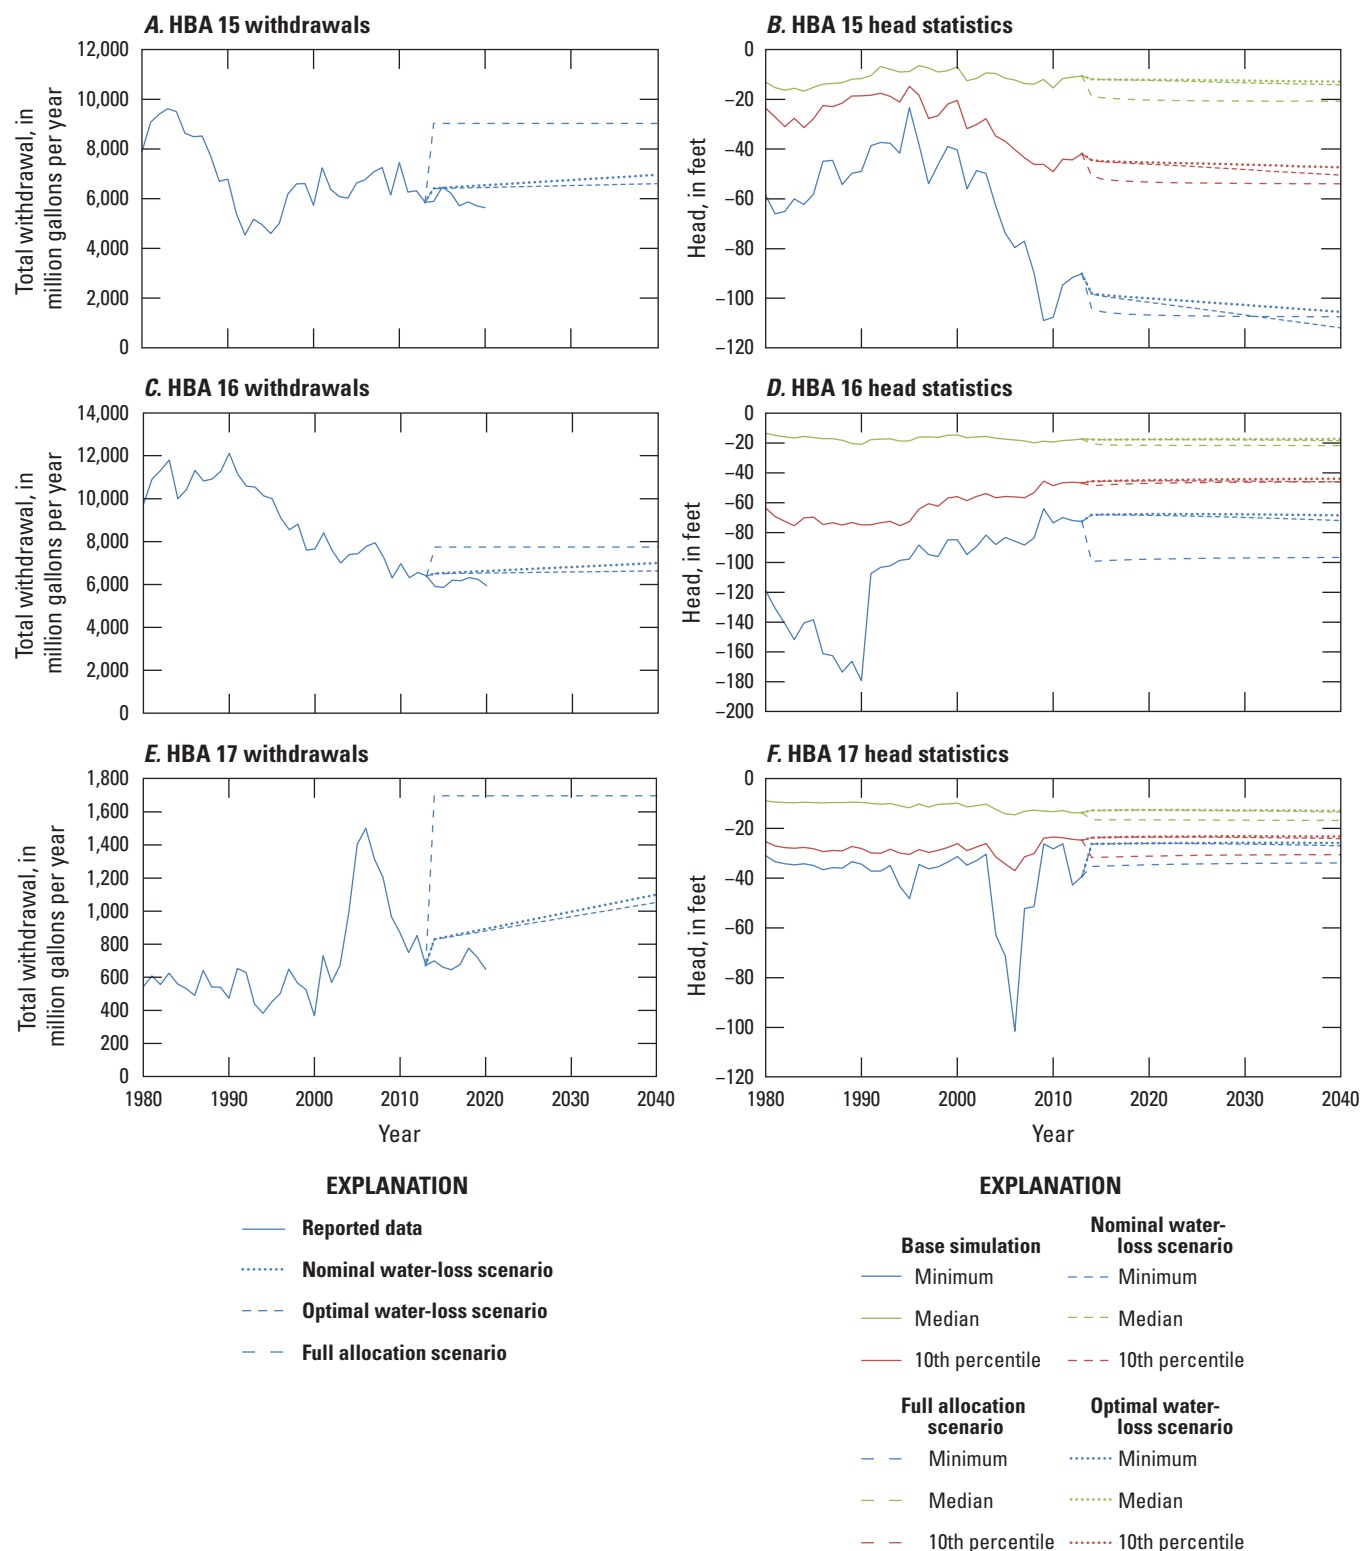 A. HBA 15 withdrawals
12,000
10,000
8,000
6,000
4,000
2,000
0
Total withdrawal, in
million gallons per year
B. HBA 15 head statistics
0
–20
–40
–60
–80
–100
–120
Head, in feet
C. HBA 16 withdrawals
14,000
12,000
10,000
8,000
6,000
4,000
2,000
0
Total withdrawal, in
million gallons per year
D. HBA 16 head statistics
0
–20
–40
–60
–80
–100
–120
–140
–160
–180
–200
Head, in feet
E. HBA 17 withdrawals
1,800
1,600
1,400
1,200
1,000
800
600
400
200
0
Total withdrawal, in
million gallons per year
1980 1990 2000 2010 2020 2030 2040
Year
F. HBA 17 head statistics
0
–20
–40
–60
–80
–100
–120
Head, in feet
1980 1990 2000 2010 2020 2030 2040
Year
EXPLANATION
Reported data
Nominal water-loss scenario
Optimal water-loss scenario
Full allocation scenario
EXPLANATION
Base simulation
Minimum
Median
10th percentile
Nominal water-
loss scenario
Minimum
Median
10th percentile
Full allocation
scenario
Minimum
Median
10th percentile
Optimal water-
loss scenario
Minimum
Median
10th percentile